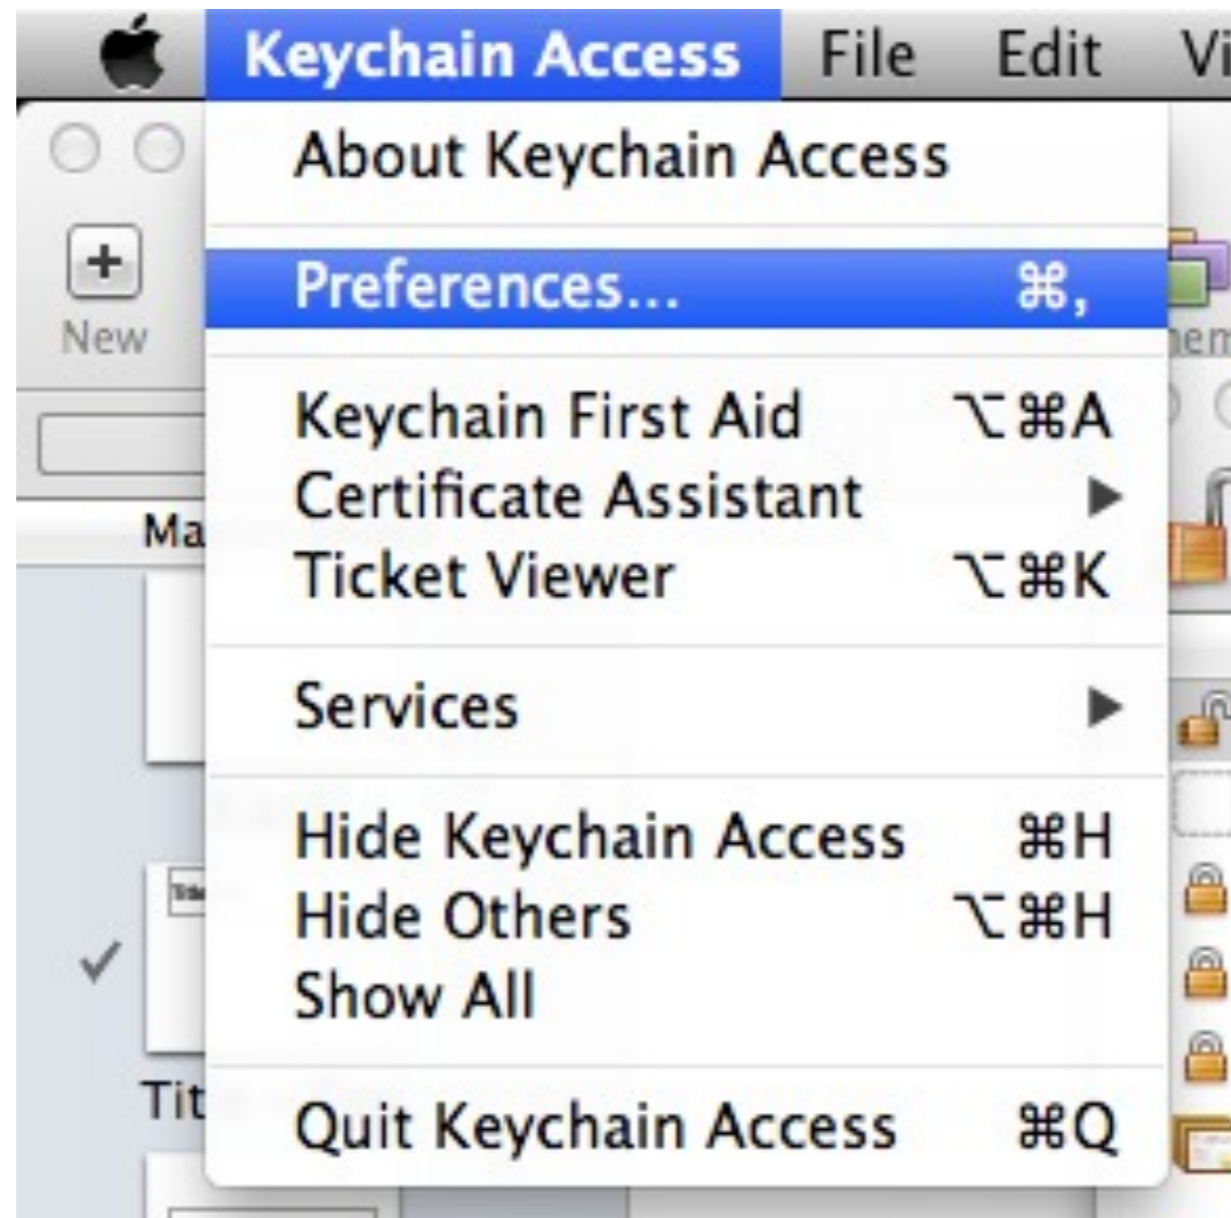 Keychain Access File Edit
About Keychain Access
Preferences... ⌘,
New
Keychain First Aid ⌥⌘A
Certificate Assistant ▶
Ticket Viewer ⌥⌘K
Services ▶
Hide Keychain Access ⌘H
Title
Hide Others ⌥⌘H
Show All
Quit Keychain Access ⌘Q